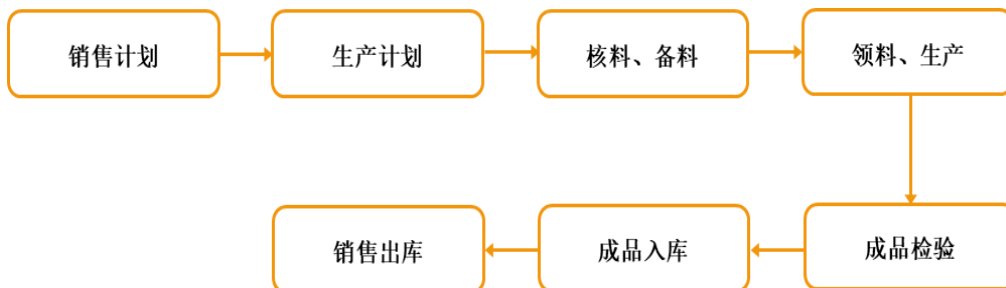 销售计划
生产计划
核料、备料
领料、生产
成品检验
成品入库
销售出库